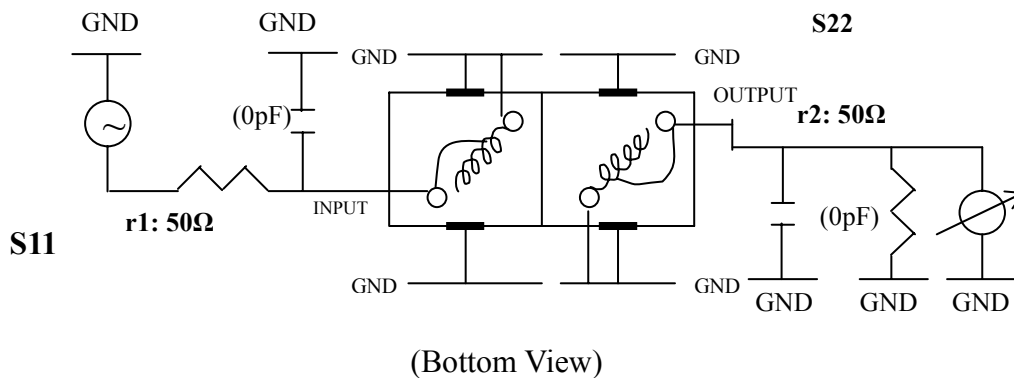 S22
GND
GND
GND
GND
OUTPUT
(0pF)
r2: 50Ω
INPUT
r1: 50Ω
(0pF)
S11
GND
GND
GND
GND
GND
(Bottom View)